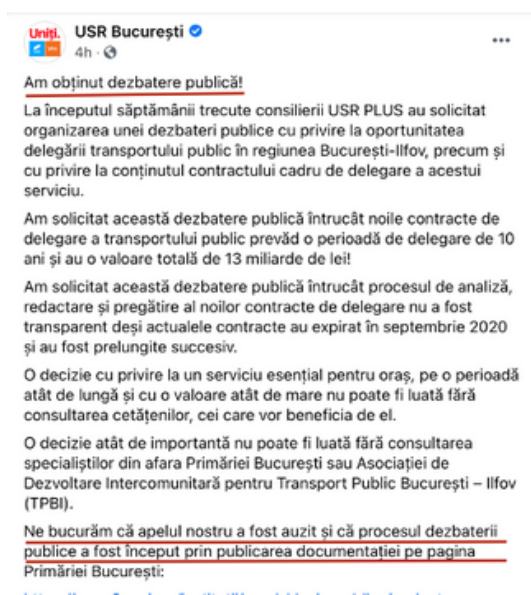 Uniți.
USR București
4h
Am obținut dezbatere publică!
La începutul săptămânii trecute consilierii USR PLUS au solicitat
organizarea unei dezbateri publice cu privire la oportunitatea
delegării transportului public în regiunea București-Ilfov, precum și
cu privire la conținutul contractului cadru de delegare a acestui
serviciu.
Am solicitat această dezbatere publică întrucât noile contracte de
delegare a transportului public prevăd o perioadă de delegare de 10
ani și au o valoare totală de 13 miliarde de lei!
Am solicitat această dezbatere publică întrucât procesul de analiză,
redactare și pregătire al noilor contracte de delegare nu a fost
transparent deși actualele contracte au expirat în septembrie 2020
și au fost prelungite succesiv.
O decizie cu privire la un serviciu esențial pentru oraș, pe o perioadă
atât de lungă și cu o valoare atât de mare nu poate fi luată fără
consultarea cetățenilor, cei care vor beneficia de el.
O decizie atât de importantă nu poate fi luată fără consultarea
specialiștilor din afara Primăriei București sau Asociației de
Dezvoltare Intercomunitară pentru Transport Public București – Ilfov
(TPBI).
Ne bucurăm că apelul nostru a fost auzit și că procesul dezbaterii
publice a fost început prin publicarea documentației pe pagina
Primăriei București: